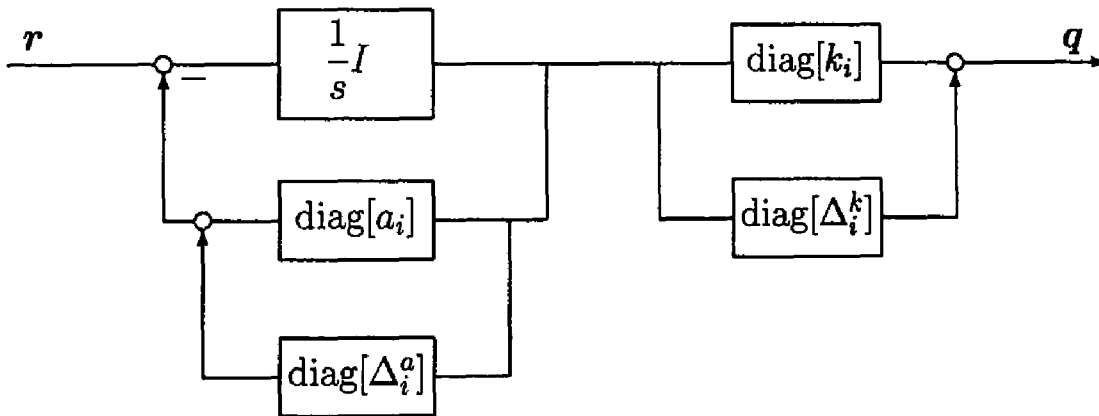 r
1/s I
diag[k_i]
q
−
diag[a_i]
diag[Δ_i^k]
diag[Δ_i^a]